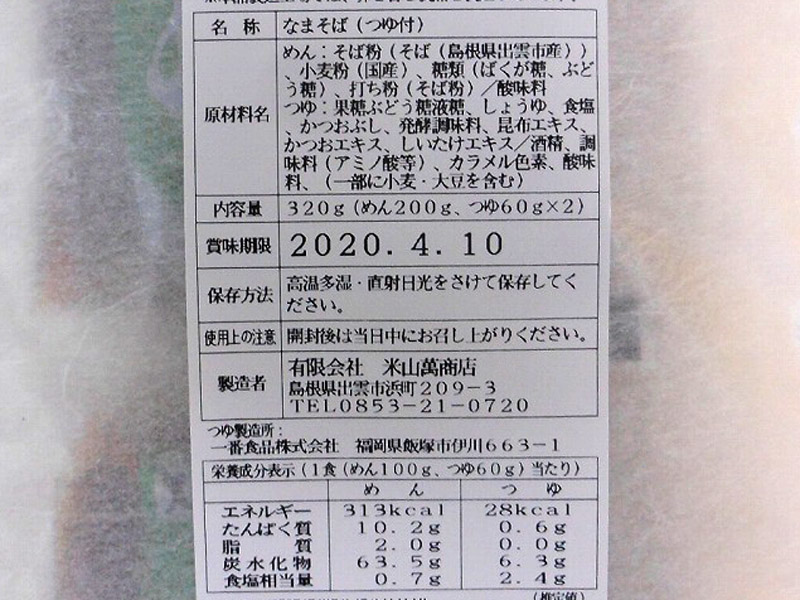 名称 なまそば（つゆ付）
原材料名
めん：そば粉（そば（島根県出雲市産））
、小麦粉（国産）、糖類（ばくが糖、ぶど
う糖）、打ち粉（そば粉）／酸味料
つゆ：果糖ぶどう糖液糖、しょうゆ、食塩
、かつおぶし、発酵調味料、昆布エキス、
かつおエキス、しいたけエキス／酒精、調
味料（アミノ酸等）、カラメル色素、酸味
料、（一部に小麦・大豆を含む）
内容量 320g（めん200g、つゆ60g×2）
賞味期限 2020.4.10
保存方法
高温多湿・直射日光をさけて保存してく
ださい。
使用上の注意 開封後は当日中にお召し上がりください。
製造者
有限会社 米山萬商店
島根県出雲市浜町209－3
TEL0853－21－0720
つゆ製造所：
一番食品株式会社 福岡県飯塚市伊川663－1
栄養成分表示（1食（めん100g、つゆ60g）当たり）
めん つゆ
エネルギー 313kcal 28kcal
たんぱく質 10.2g 0.6g
脂質 2.0g 0.0g
炭水化物 63.5g 6.3g
食塩相当量 0.7g 2.4g
（推定値）